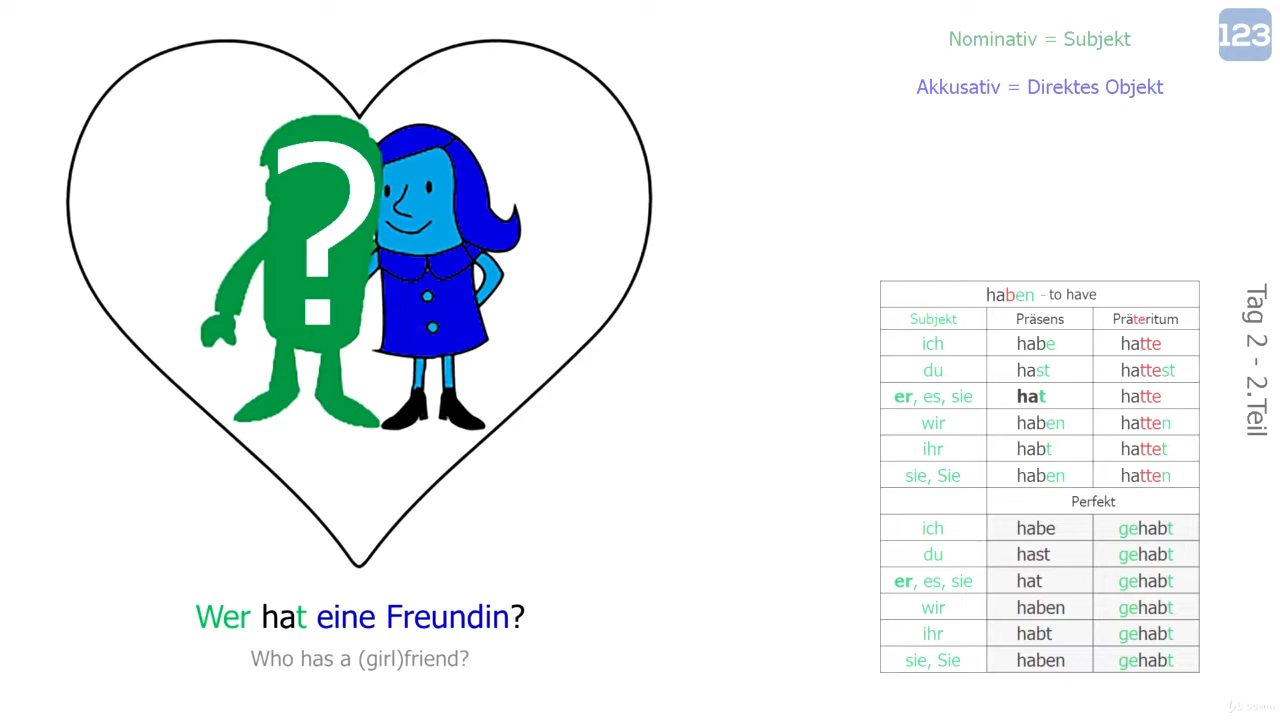 Nominativ = Subjekt
123
Akkusativ = Direktes Objekt
?
Tag 2 - 2.Teil
haben - to have
Subjekt Präsens Präteritum
ich habe hatte
du hast hattest
er, es, sie hat hatte
wir haben hatten
ihr habt hattet
sie, Sie haben hatten
Perfekt
ich habe gehabt
du hast gehabt
er, es, sie hat gehabt
wir haben gehabt
ihr habt gehabt
sie, Sie haben gehabt
Wer hat eine Freundin?
Who has a (girl)friend?